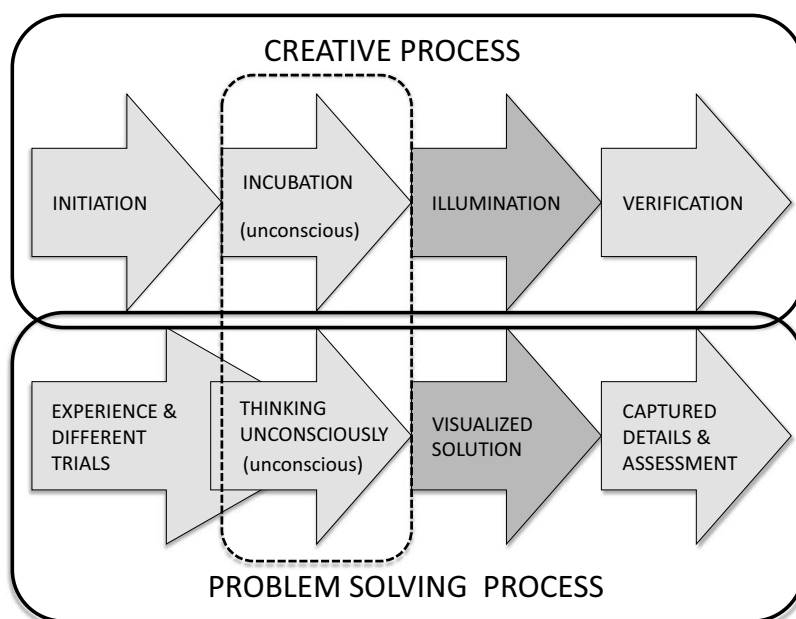 CREATIVE PROCESS
INITIATION
INCUBATION
(unconscious)
ILLUMINATION
VERIFICATION
EXPERIENCE &
DIFFERENT
TRIALS
THINKING
UNCONSCIOUSLY
(unconscious)
VISUALIZED
SOLUTION
CAPTURED
DETAILS &
ASSESSMENT
PROBLEM SOLVING PROCESS